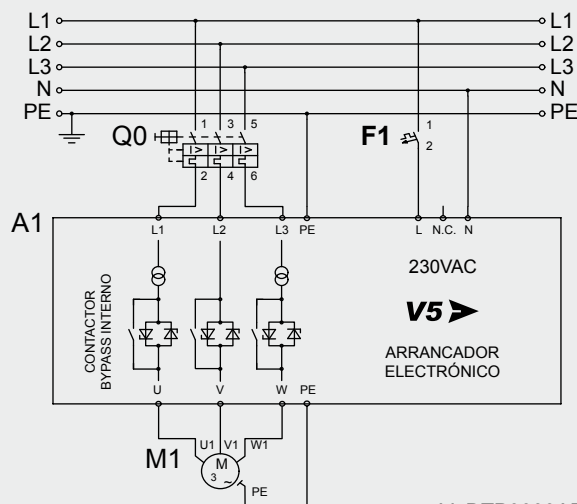 L1 L1
L2 L2
L3 L3
N N
PE PE
Q0 1 3 5 F1 1
2
2 4 6
A1
L1 L2 L3 PE L N.C. N
230VAC
CONTACTOR
BYPASS INTERNO
V5
ARRANCADOR
ELECTRÓNICO
U V W PE
U1 V1 W1
M1 M
3 ~
PE